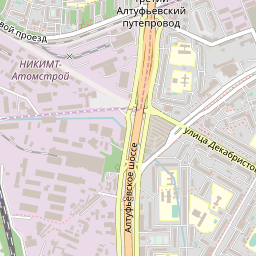 Третий
Алтуфьевский
путепровод
вой проезд
НИКИМТ-
Атомстрой
улица Декабристов
Алтуфьевское шоссе